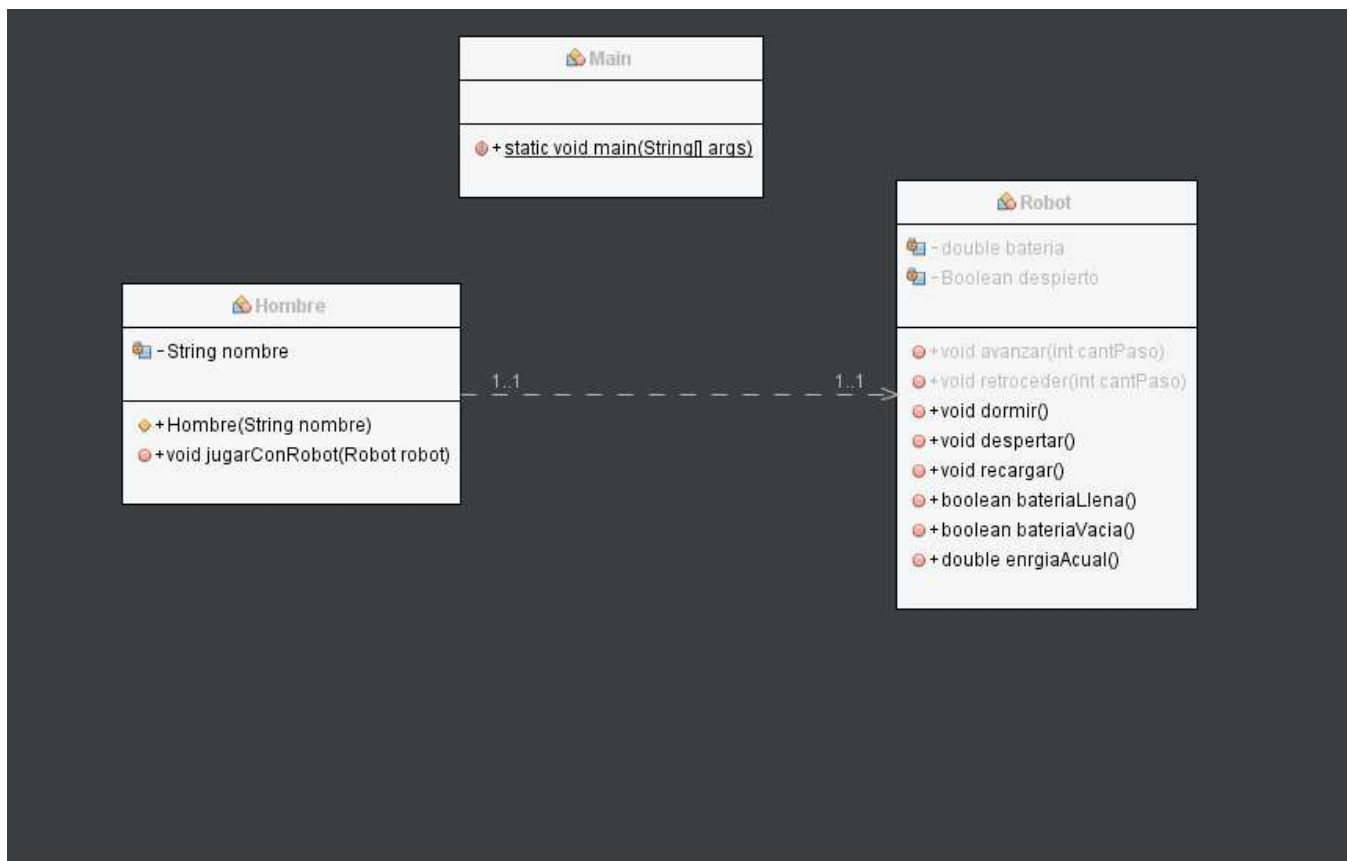 Main
+ static void main(String[] args)
Hombre
- String nombre
+ Hombre(String nombre)
+void jugarConRobot(Robot robot)
1..1
1..1
Robot
- double bateria
- Boolean despierto
+void avanzar(int cantPaso)
+void retroceder(int cantPaso)
+void dormir()
+void despertar()
+void recargar()
+boolean bateriaLlena()
+boolean bateriaVacia()
+double enrgiaAcual()